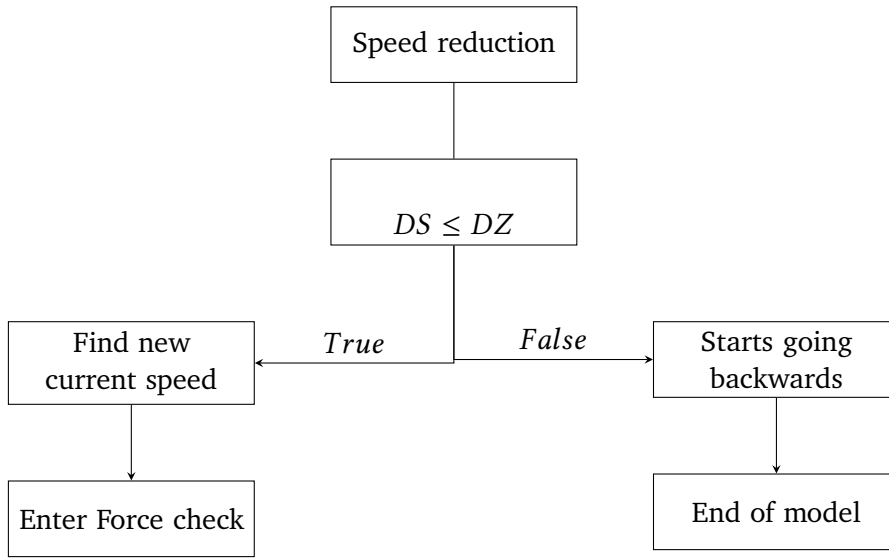 Speed reduction
DS ≤ DZ
True
False
Find new
current speed
Starts going
backwards
Enter Force check
End of model